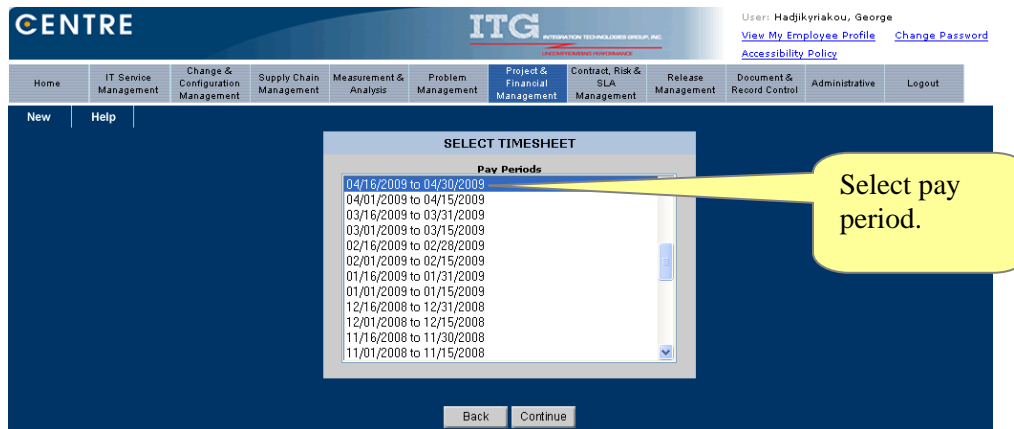 CENTRE
ITG INTEGRATION TECHNOLOGIES GROUP, INC.
UNCOMPROMISING PERFORMANCE
User: Hadjikyriakou, George
View My Employee Profile Change Password
Accessibility Policy
Home
IT Service
Management
Change &
Configuration
Management
Supply Chain
Management
Measurement &
Analysis
Problem
Management
Project &
Financial
Management
Contract, Risk &
SLA
Management
Release
Management
Document &
Record Control
Administrative
Logout
New Help
SELECT TIMESHEET
Pay Periods
04/16/2009 to 04/30/2009
04/01/2009 to 04/15/2009
03/16/2009 to 03/31/2009
03/01/2009 to 03/15/2009
02/16/2009 to 02/28/2009
02/01/2009 to 02/15/2009
01/16/2009 to 01/31/2009
01/01/2009 to 01/15/2009
12/16/2008 to 12/31/2008
12/01/2008 to 12/15/2008
11/16/2008 to 11/30/2008
11/01/2008 to 11/15/2008
Select pay
period.
Back Continue